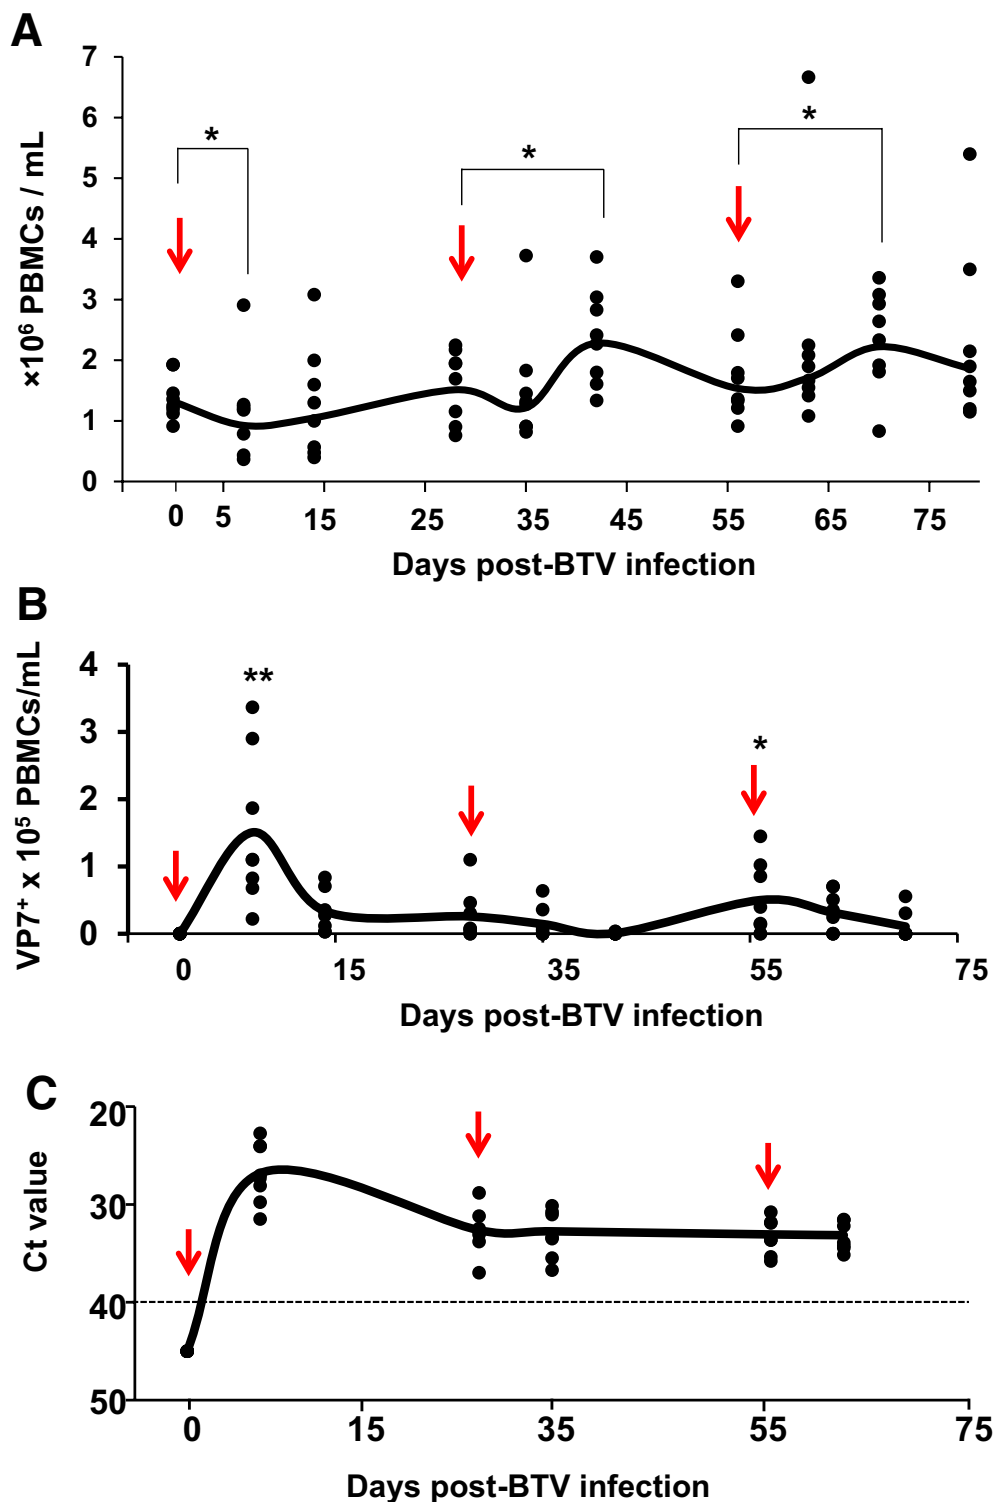 A
×10⁶ PBMCs / mL
7
6
5
4
3
2
1
0
*
*
*
0 5 15 25 35 45 55 65 75
Days post-BTV infection
B
VP7⁺ x 10⁵ PBMCs/mL
4
3
2
1
0
**
*
0 15 35 55 75
Days post-BTV infection
C
Ct value
20
30
40
50
0 15 35 55 75
Days post-BTV infection